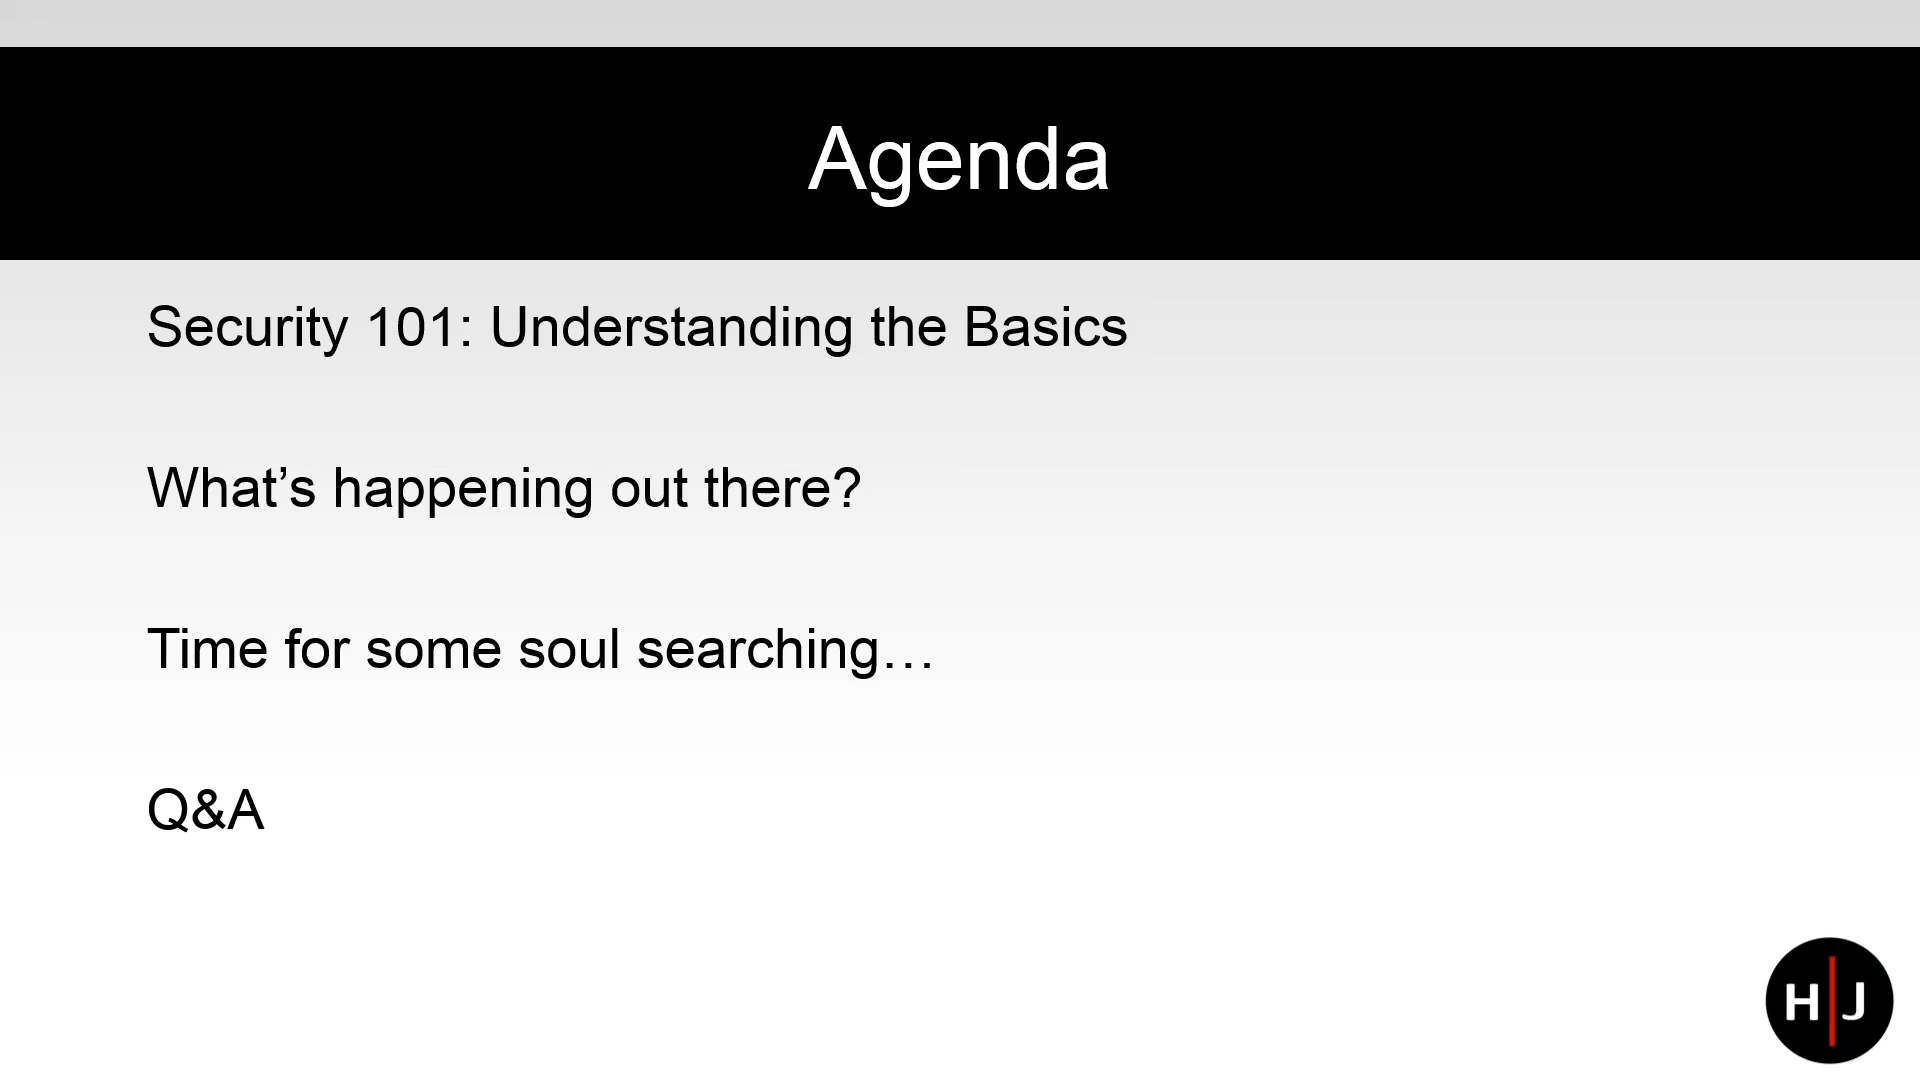 Agenda
Security 101: Understanding the Basics
What’s happening out there?
Time for some soul searching…
Q&A
H|J